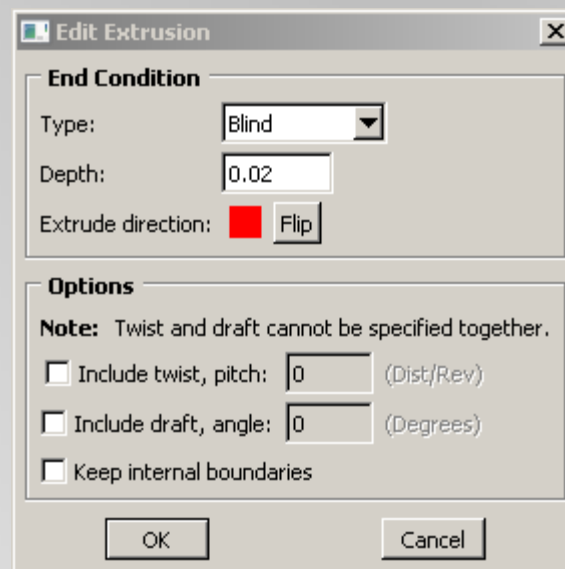 Edit Extrusion
End Condition
Type: Blind
Depth: 0.02
Extrude direction: Flip
Options
Note: Twist and draft cannot be specified together.
Include twist, pitch: 0 (Dist/Rev)
Include draft, angle: 0 (Degrees)
Keep internal boundaries
OK Cancel